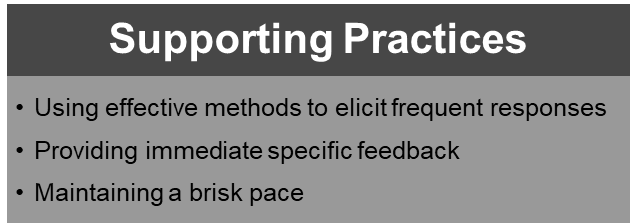 Supporting Practices
• Using effective methods to elicit frequent responses
• Providing immediate specific feedback
• Maintaining a brisk pace